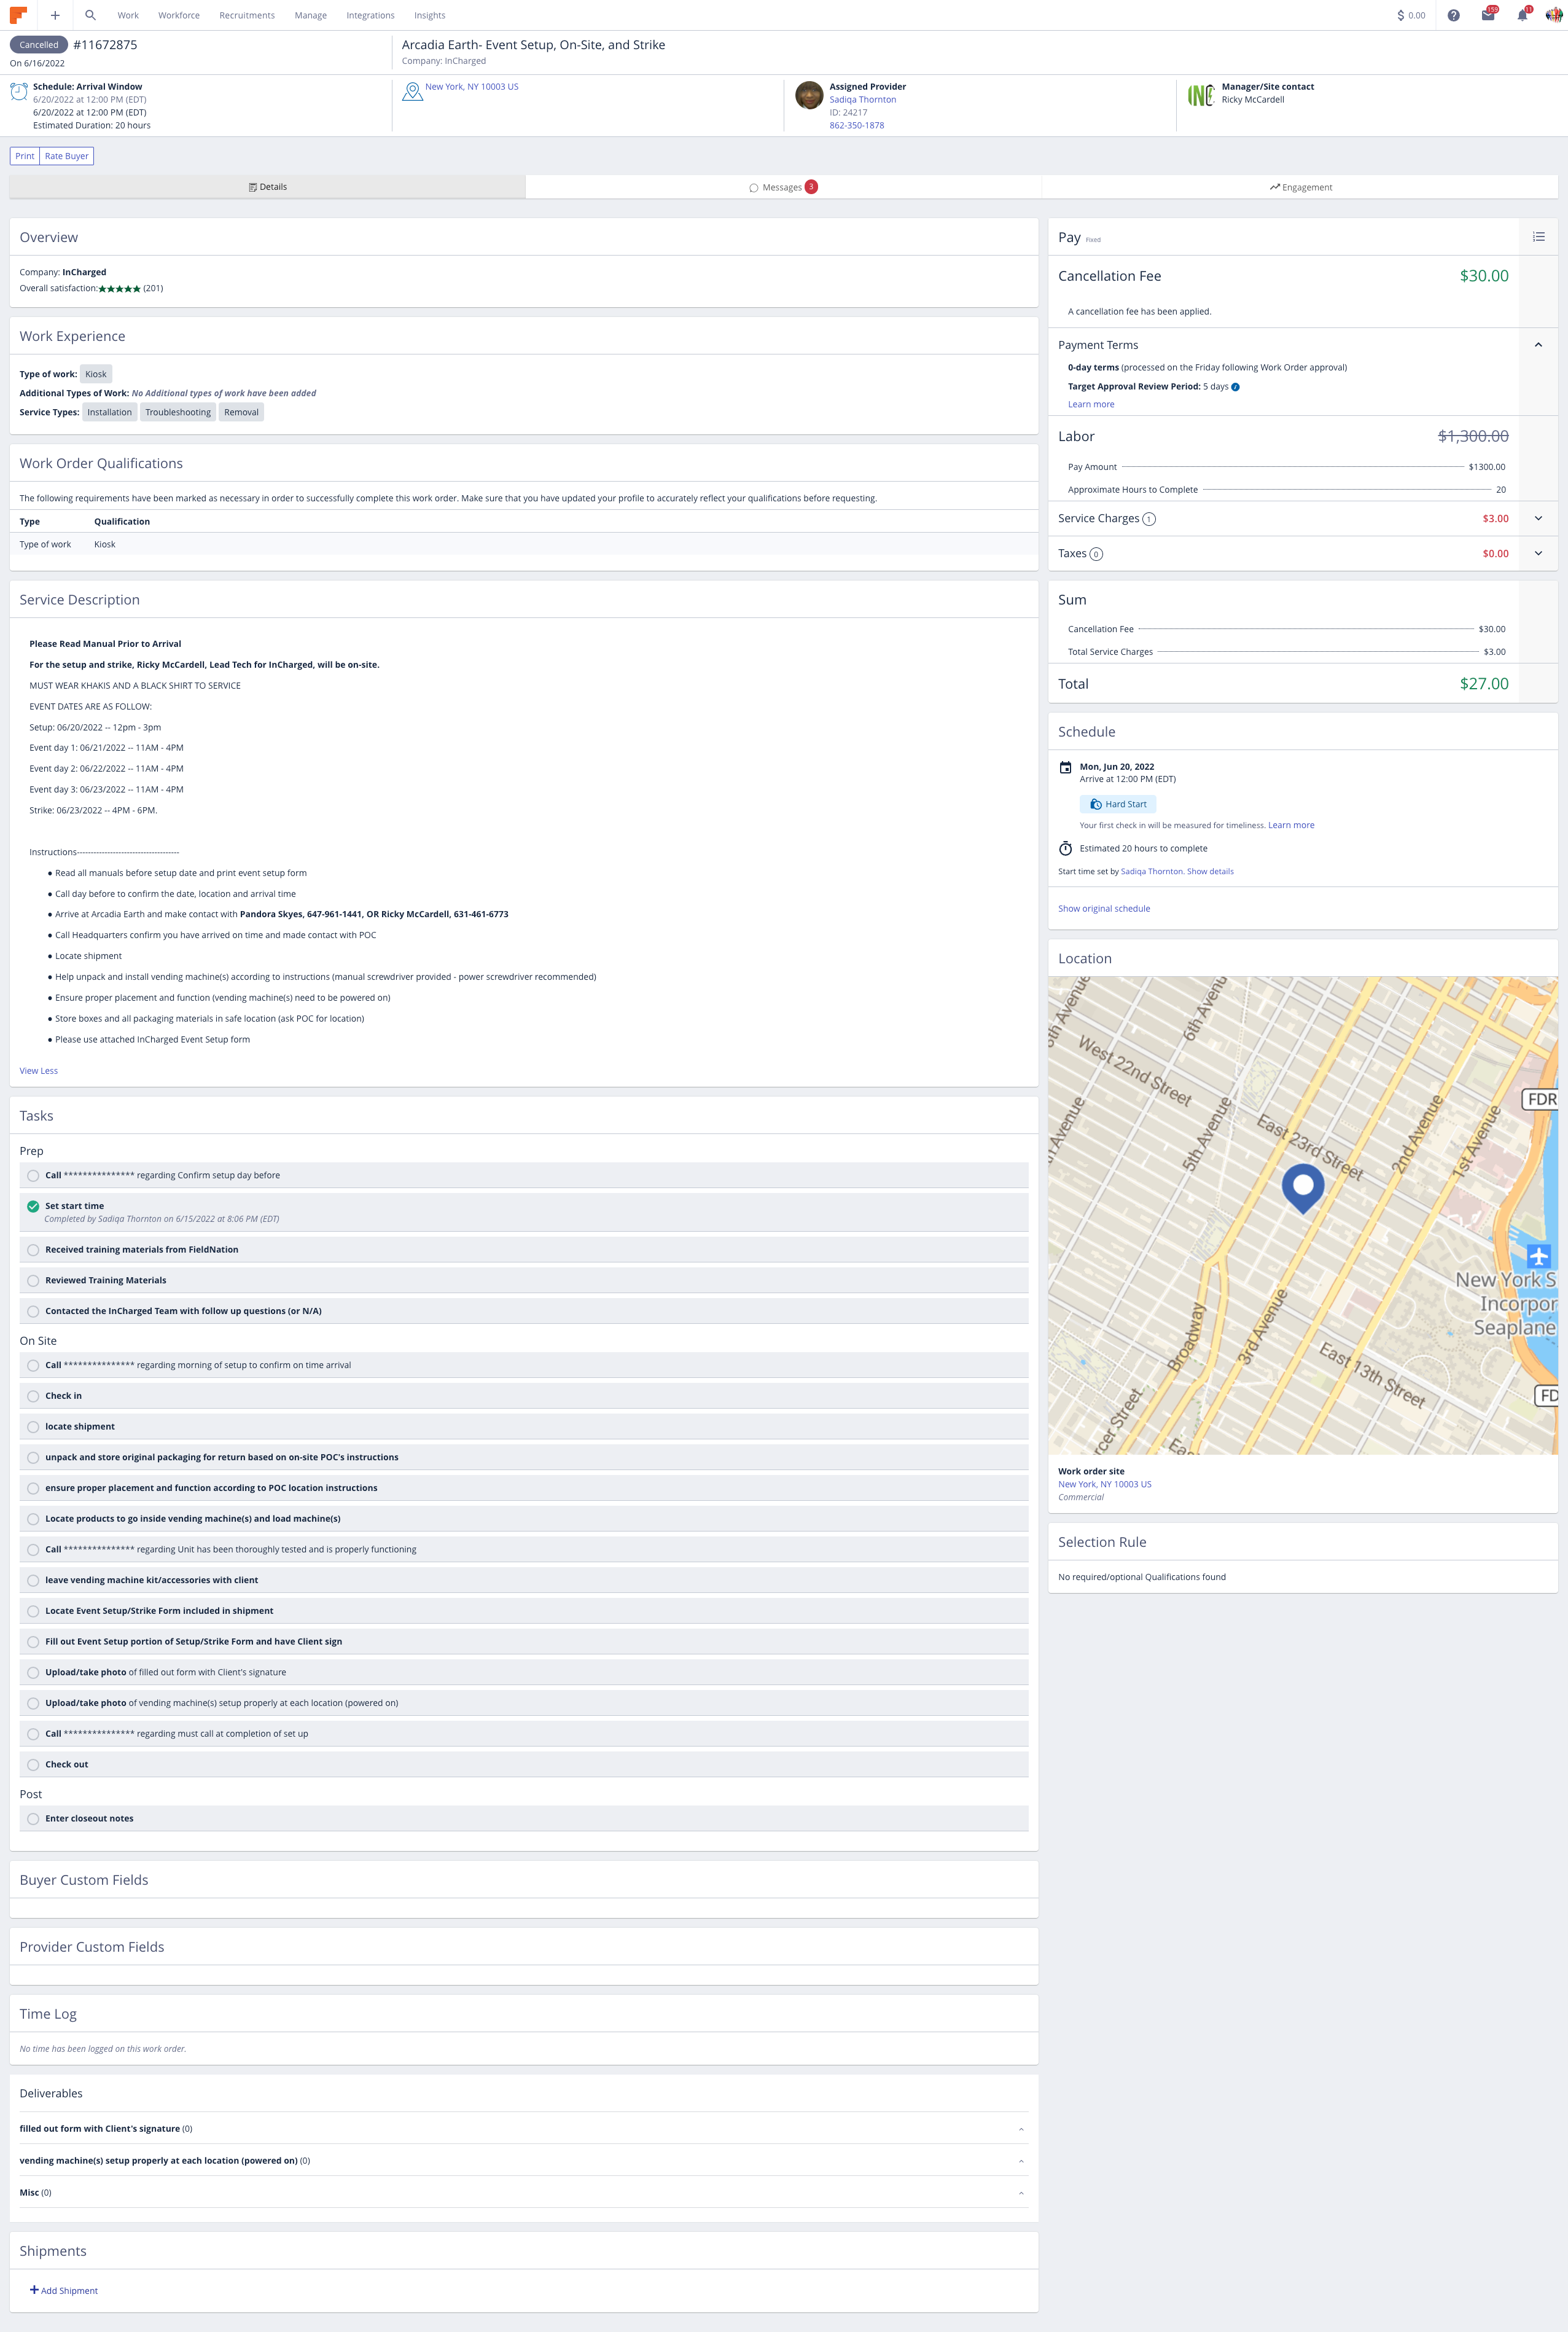 Work Workforce Recruitments Manage Integrations Insights $ 0.00 159 11
Cancelled #11672875
On 6/16/2022
Arcadia Earth- Event Setup, On-Site, and Strike
Company: InCharged
Schedule: Arrival Window
6/20/2022 at 12:00 PM (EDT)
6/20/2022 at 12:00 PM (EDT)
Estimated Duration: 20 hours
New York, NY 10003 US
Assigned Provider
Sadiqa Thornton
ID: 24217
862-350-1878
Manager/Site contact
Ricky McCardell
Print Rate Buyer
Details Messages 3 Engagement
Overview
Company: InCharged
Overall satisfaction:★★★★★ (201)
Work Experience
Type of work: Kiosk
Additional Types of Work: No Additional types of work have been added
Service Types: Installation Troubleshooting Removal
Work Order Qualifications
The following requirements have been marked as necessary in order to successfully complete this work order. Make sure that you have updated your profile to accurately reflect your qualifications before requesting.
Type Qualification
Type of work Kiosk
Service Description
Please Read Manual Prior to Arrival
For the setup and strike, Ricky McCardell, Lead Tech for InCharged, will be on-site.
MUST WEAR KHAKIS AND A BLACK SHIRT TO SERVICE
EVENT DATES ARE AS FOLLOW:
Setup: 06/20/2022 -- 12pm - 3pm
Event day 1: 06/21/2022 -- 11AM - 4PM
Event day 2: 06/22/2022 -- 11AM - 4PM
Event day 3: 06/23/2022 -- 11AM - 4PM
Strike: 06/23/2022 -- 4PM - 6PM.
Instructions-------------------------------------
● Read all manuals before setup date and print event setup form
● Call day before to confirm the date, location and arrival time
● Arrive at Arcadia Earth and make contact with Pandora Skyes, 647-961-1441, OR Ricky McCardell, 631-461-6773
● Call Headquarters confirm you have arrived on time and made contact with POC
● Locate shipment
● Help unpack and install vending machine(s) according to instructions (manual screwdriver provided - power screwdriver recommended)
● Ensure proper placement and function (vending machine(s) need to be powered on)
● Store boxes and all packaging materials in safe location (ask POC for location)
● Please use attached InCharged Event Setup form
View Less
Tasks
Prep
Call *************** regarding Confirm setup day before
Set start time
Completed by Sadiqa Thornton on 6/15/2022 at 8:06 PM (EDT)
Received training materials from FieldNation
Reviewed Training Materials
Contacted the InCharged Team with follow up questions (or N/A)
On Site
Call *************** regarding morning of setup to confirm on time arrival
Check in
locate shipment
unpack and store original packaging for return based on on-site POC's instructions
ensure proper placement and function according to POC location instructions
Locate products to go inside vending machine(s) and load machine(s)
Call *************** regarding Unit has been thoroughly tested and is properly functioning
leave vending machine kit/accessories with client
Locate Event Setup/Strike Form included in shipment
Fill out Event Setup portion of Setup/Strike Form and have Client sign
Upload/take photo of filled out form with Client's signature
Upload/take photo of vending machine(s) setup properly at each location (powered on)
Call *************** regarding must call at completion of set up
Check out
Post
Enter closeout notes
Buyer Custom Fields
Provider Custom Fields
Time Log
No time has been logged on this work order.
Deliverables
filled out form with Client's signature (0)
vending machine(s) setup properly at each location (powered on) (0)
Misc (0)
Shipments
+ Add Shipment
Pay Fixed
Cancellation Fee $30.00
A cancellation fee has been applied.
Payment Terms
0-day terms (processed on the Friday following Work Order approval)
Target Approval Review Period: 5 days
Learn more
Labor $1,300.00
Pay Amount $1300.00
Approximate Hours to Complete 20
Service Charges 1 $3.00
Taxes 0 $0.00
Sum
Cancellation Fee $30.00
Total Service Charges $3.00
Total $27.00
Schedule
Mon, Jun 20, 2022
Arrive at 12:00 PM (EDT)
Hard Start
Your first check in will be measured for timeliness. Learn more
Estimated 20 hours to complete
Start time set by Sadiqa Thornton. Show details
Show original schedule
Location
6th Avenue
West 22nd Street
5th Avenue
East 23rd Street
2nd Avenue
1st Avenue
FDR
New York S
Incorpor
Seaplane
Broadway
3rd Avenue
East 13th Street
FD
rcer Street
Work order site
New York, NY 10003 US
Commercial
Selection Rule
No required/optional Qualifications found